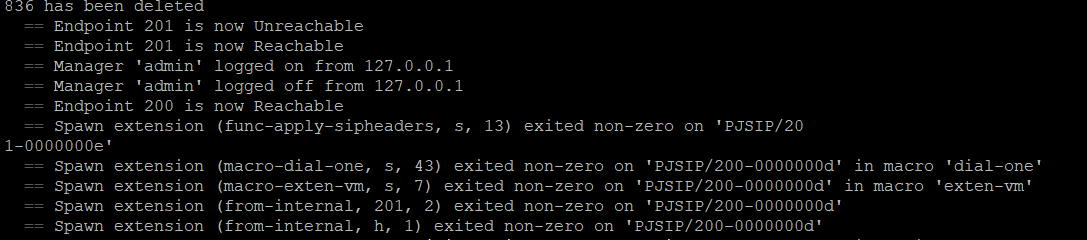 836 has been deleted
== Endpoint 201 is now Unreachable
== Endpoint 201 is now Reachable
== Manager 'admin' logged on from 127.0.0.1
== Manager 'admin' logged off from 127.0.0.1
== Endpoint 200 is now Reachable
== Spawn extension (func-apply-sipheaders, s, 13) exited non-zero on 'PJSIP/20
1-0000000e'
== Spawn extension (macro-dial-one, s, 43) exited non-zero on 'PJSIP/200-0000000d' in macro 'dial-one'
== Spawn extension (macro-exten-vm, s, 7) exited non-zero on 'PJSIP/200-0000000d' in macro 'exten-vm'
== Spawn extension (from-internal, 201, 2) exited non-zero on 'PJSIP/200-0000000d'
== Spawn extension (from-internal, h, 1) exited non-zero on 'PJSIP/200-0000000d'